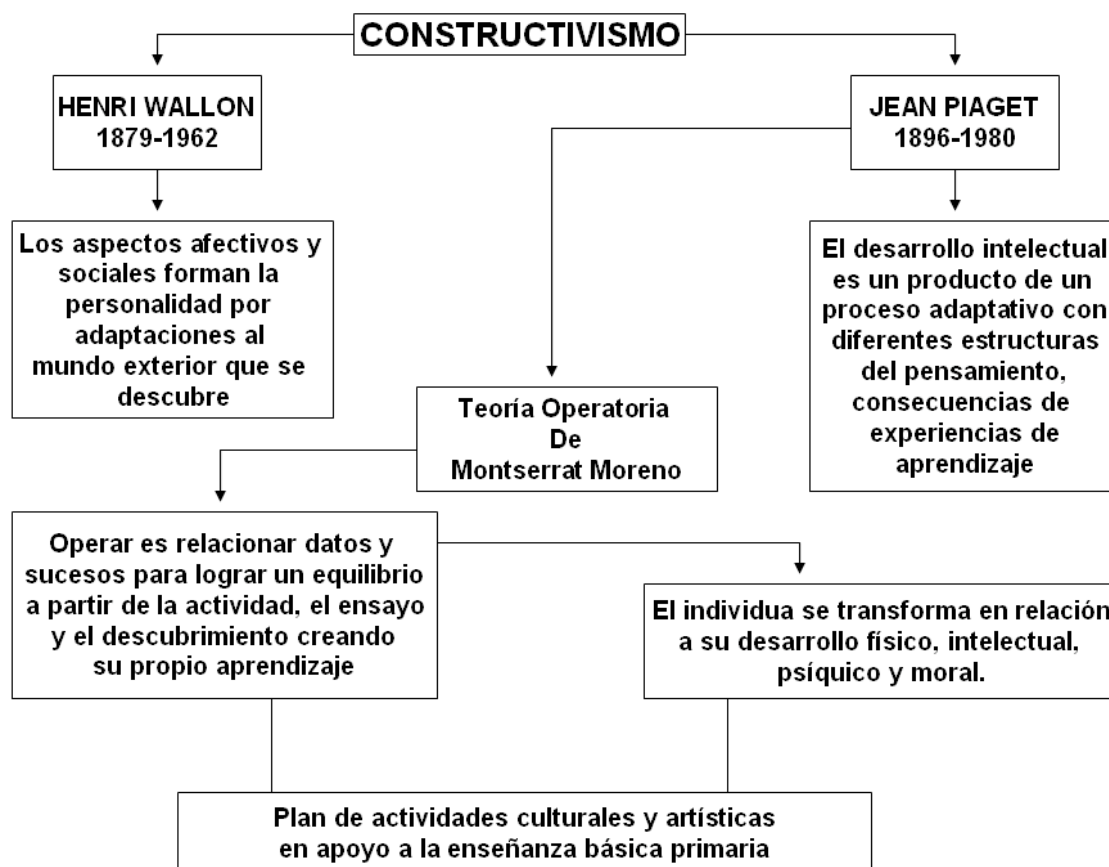 CONSTRUCTIVISMO
HENRI WALLON
1879-1962
JEAN PIAGET
1896-1980
Los aspectos afectivos y
sociales forman la
personalidad por
adaptaciones al
mundo exterior que se
descubre
El desarrollo intelectual
es un producto de un
proceso adaptativo con
diferentes estructuras
del pensamiento,
consecuencias de
experiencias de
aprendizaje
Teoría Operatoria
De
Montserrat Moreno
Operar es relacionar datos y
sucesos para lograr un equilibrio
a partir de la actividad, el ensayo
y el descubrimiento creando
su propio aprendizaje
El individua se transforma en relación
a su desarrollo físico, intelectual,
psíquico y moral.
Plan de actividades culturales y artísticas
en apoyo a la enseñanza básica primaria